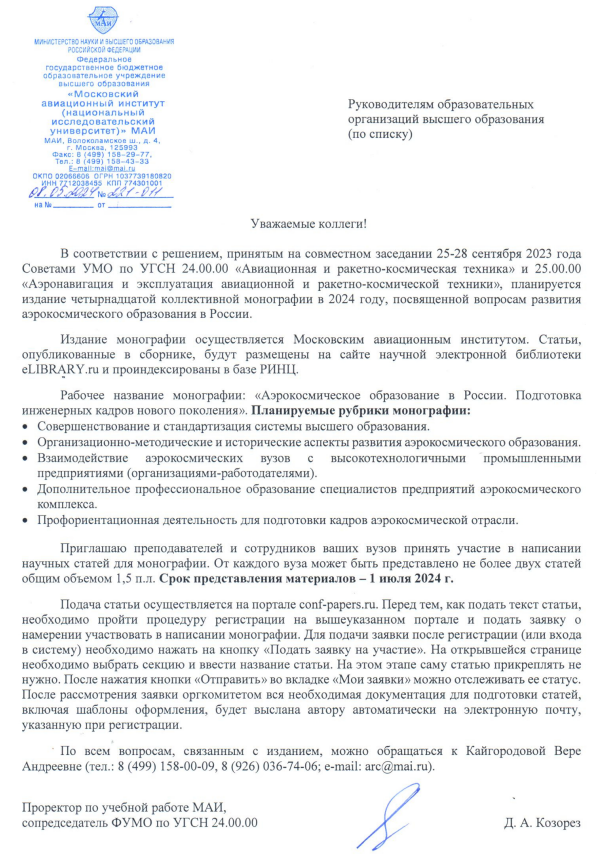 МАИ
МИНИСТЕРСТВО НАУКИ И ВЫСШЕГО ОБРАЗОВАНИЯ
РОССИЙСКОЙ ФЕДЕРАЦИИ
Федеральное
государственное бюджетное
образовательное учреждение
высшего образования
«Московский
авиационный институт
(национальный
исследовательский
университет)» МАИ
МАИ, Волоколамское ш., д. 4,
г. Москва, 125993
Факс: 8 (499) 158-29-77,
Тел.: 8 (499) 158-43-33
E-mail:mai@mai.ru
ОКПО 02066606 ОГРН 1037739180820
ИНН 7712038455 КПП 774301001
08.05.2024 № 221-011
на № от
Руководителям образовательных
организаций высшего образования
(по списку)
Уважаемые коллеги!
В соответствии с решением, принятым на совместном заседании 25-28 сентября 2023 года
Советами УМО по УГСН 24.00.00 «Авиационная и ракетно-космическая техника» и 25.00.00
«Аэронавигация и эксплуатация авиационной и ракетно-космической техники», планируется
издание четырнадцатой коллективной монографии в 2024 году, посвященной вопросам развития
аэрокосмического образования в России.
Издание монографии осуществляется Московским авиационным институтом. Статьи,
опубликованные в сборнике, будут размещены на сайте научной электронной библиотеки
eLIBRARY.ru и проиндексированы в базе РИНЦ.
Рабочее название монографии: «Аэрокосмическое образование в России. Подготовка
инженерных кадров нового поколения». Планируемые рубрики монографии:
• Совершенствование и стандартизация системы высшего образования.
• Организационно-методические и исторические аспекты развития аэрокосмического образования.
• Взаимодействие аэрокосмических вузов с высокотехнологичными промышленными
предприятиями (организациями-работодателями).
• Дополнительное профессиональное образование специалистов предприятий аэрокосмического
комплекса.
• Профориентационная деятельность для подготовки кадров аэрокосмической отрасли.
Приглашаю преподавателей и сотрудников ваших вузов принять участие в написании
научных статей для монографии. От каждого вуза может быть представлено не более двух статей
общим объемом 1,5 п.л. Срок представления материалов – 1 июля 2024 г.
Подача статьи осуществляется на портале conf-papers.ru. Перед тем, как подать текст статьи,
необходимо пройти процедуру регистрации на вышеуказанном портале и подать заявку о
намерении участвовать в написании монографии. Для подачи заявки после регистрации (или входа
в систему) необходимо нажать на кнопку «Подать заявку на участие». На открывшейся странице
необходимо выбрать секцию и ввести название статьи. На этом этапе саму статью прикреплять не
нужно. После нажатия кнопки «Отправить» во вкладке «Мои заявки» можно отслеживать ее статус.
После рассмотрения заявки оргкомитетом вся необходимая документация для подготовки статей,
включая шаблоны оформления, будет выслана автору автоматически на электронную почту,
указанную при регистрации.
По всем вопросам, связанным с изданием, можно обращаться к Кайгородовой Вере
Андреевне (тел.: 8 (499) 158-00-09, 8 (926) 036-74-06; e-mail: arc@mai.ru).
Проректор по учебной работе МАИ,
сопредседатель ФУМО по УГСН 24.00.00 Д. А. Козорез